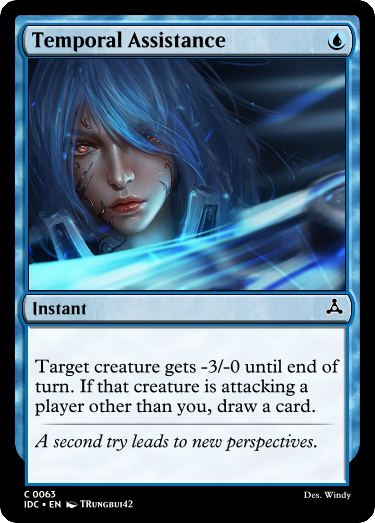 Temporal Assistance
Instant
Target creature gets -3/-0 until end of
turn. If that creature is attacking a
player other than you, draw a card.
A second try leads to new perspectives.
C 0063
IDC • EN TRungbui42
Des. Windy